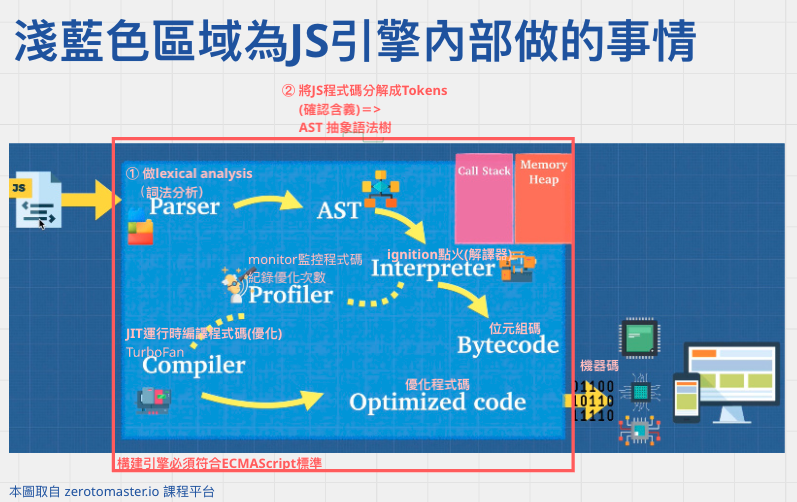 淺藍色區域為JS引擎內部做的事情
② 將JS程式碼分解成Tokens
(確認含義)＝>
AST 抽象語法樹
① 做lexical analysis
（詞法分析）
Parser
AST
Call Stack
Memory
Heap
JS
ignition點火(解譯器)
Interpreter
monitor監控程式碼
紀錄優化次數
Profiler
位元組碼
Bytecode
JIT運行時編譯程式碼(優化)
TurboFan
Compiler
優化程式碼
Optimized code
機器碼
01100
10110
11110
構建引擎必須符合ECMAScript標準
本圖取自 zerotomaster.io 課程平台